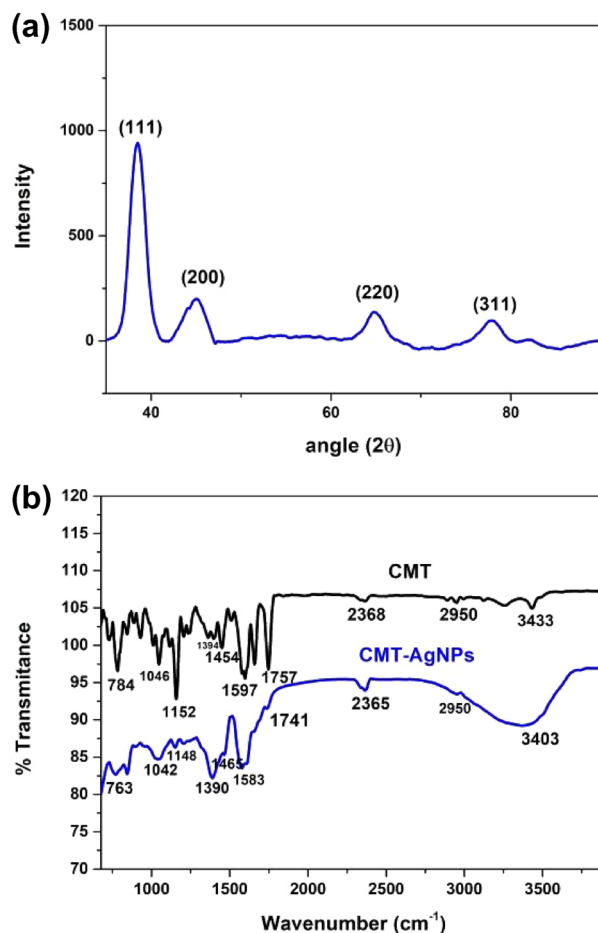 (a)
1500
1000
500
0
Intensity
(111)
(200)
(220)
(311)
40 60 80
angle (2θ)
(b)
120
115
110
105
100
95
90
85
80
75
70
% Transmitance
CMT
2368 2950 3433
784 1046 1152 1394 1454 1597 1757
CMT-AgNPs
1741 2365 2950 3403
763 1042 1148 1390 1465 1583
1000 1500 2000 2500 3000 3500
Wavenumber (cm-1)